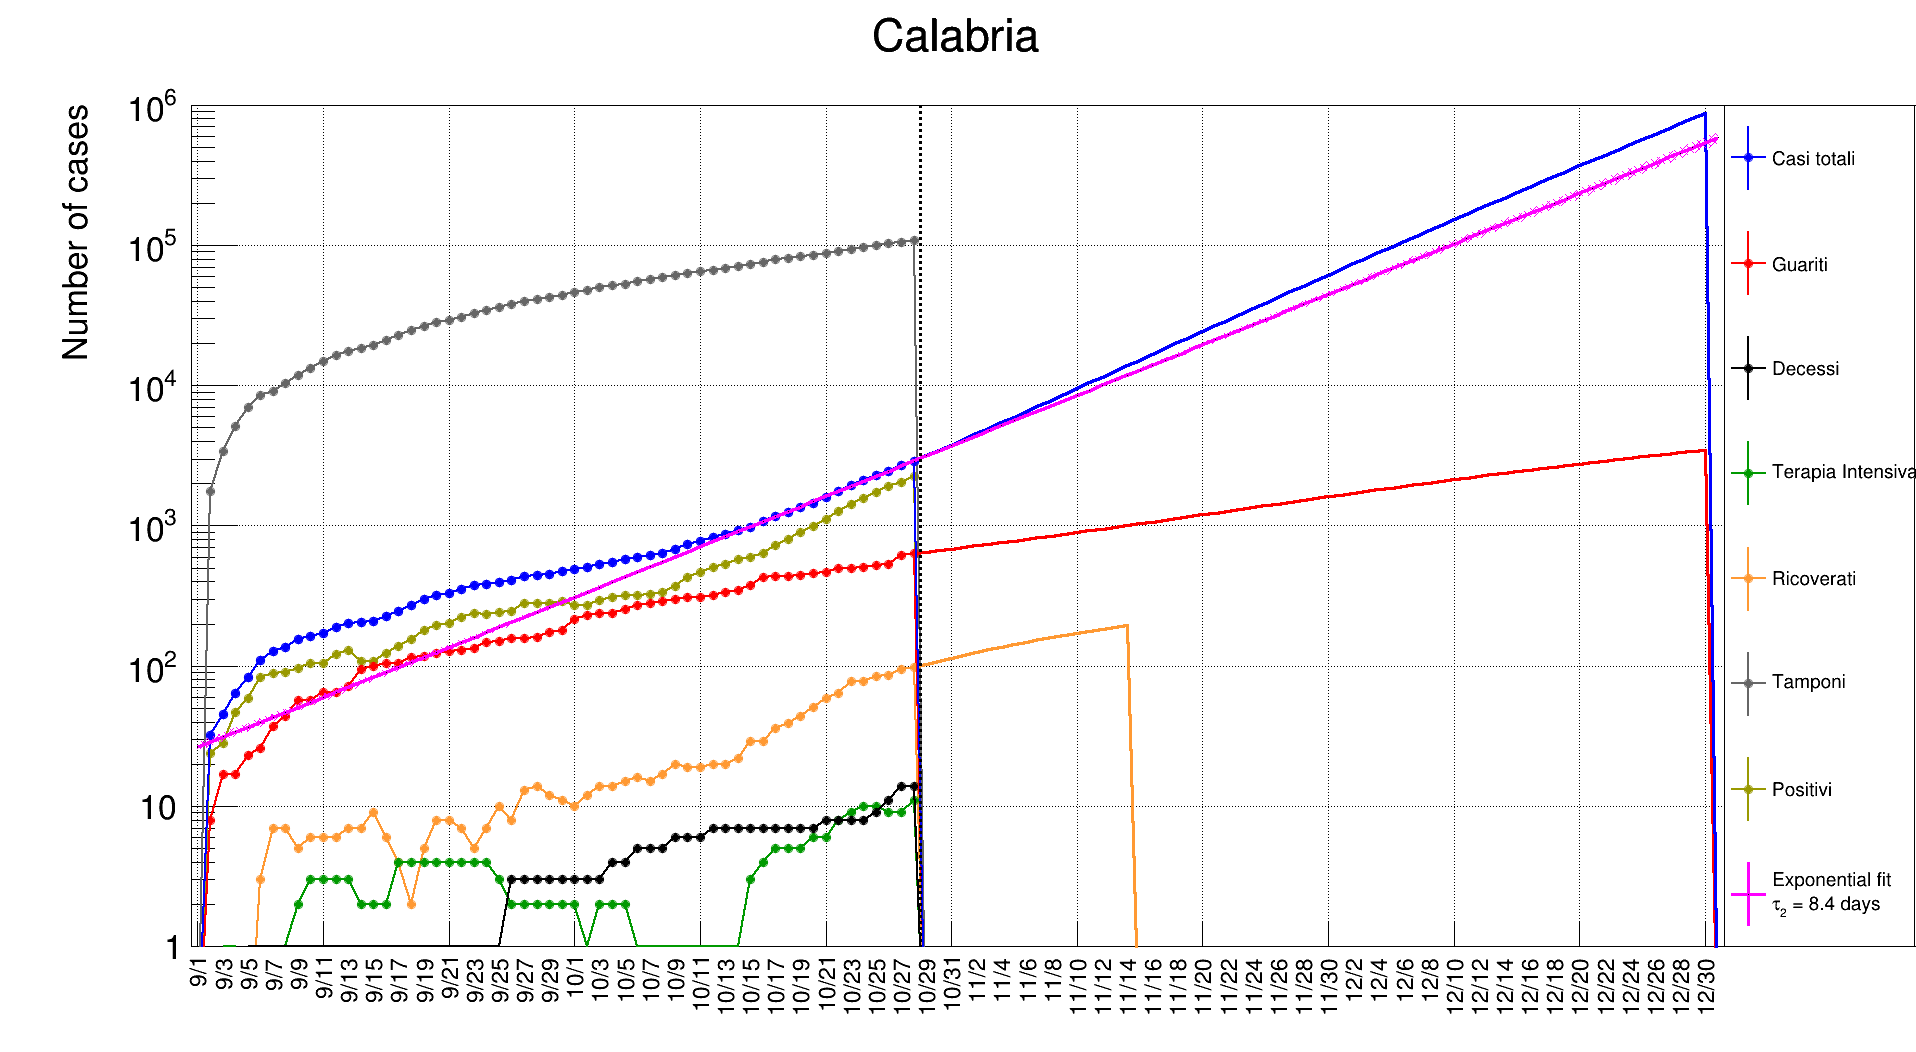 Calabria
Number of cases
10^6
10^5
10^4
10^3
10^2
10
1
9/1 9/3 9/5 9/7 9/9 9/11 9/13 9/15 9/17 9/19 9/21 9/23 9/25 9/27 9/29 10/1 10/3 10/5 10/7 10/9 10/11 10/13 10/15 10/17 10/19 10/21 10/23 10/25 10/27 10/29 10/31 11/2 11/4 11/6 11/8 11/10 11/12 11/14 11/16 11/18 11/20 11/22 11/24 11/26 11/28 11/30 12/2 12/4 12/6 12/8 12/10 12/12 12/14 12/16 12/18 12/20 12/22 12/24 12/26 12/28 12/30
Casi totali
Guariti
Decessi
Terapia Intensiva
Ricoverati
Tamponi
Positivi
Exponential fit
τ_2 = 8.4 days